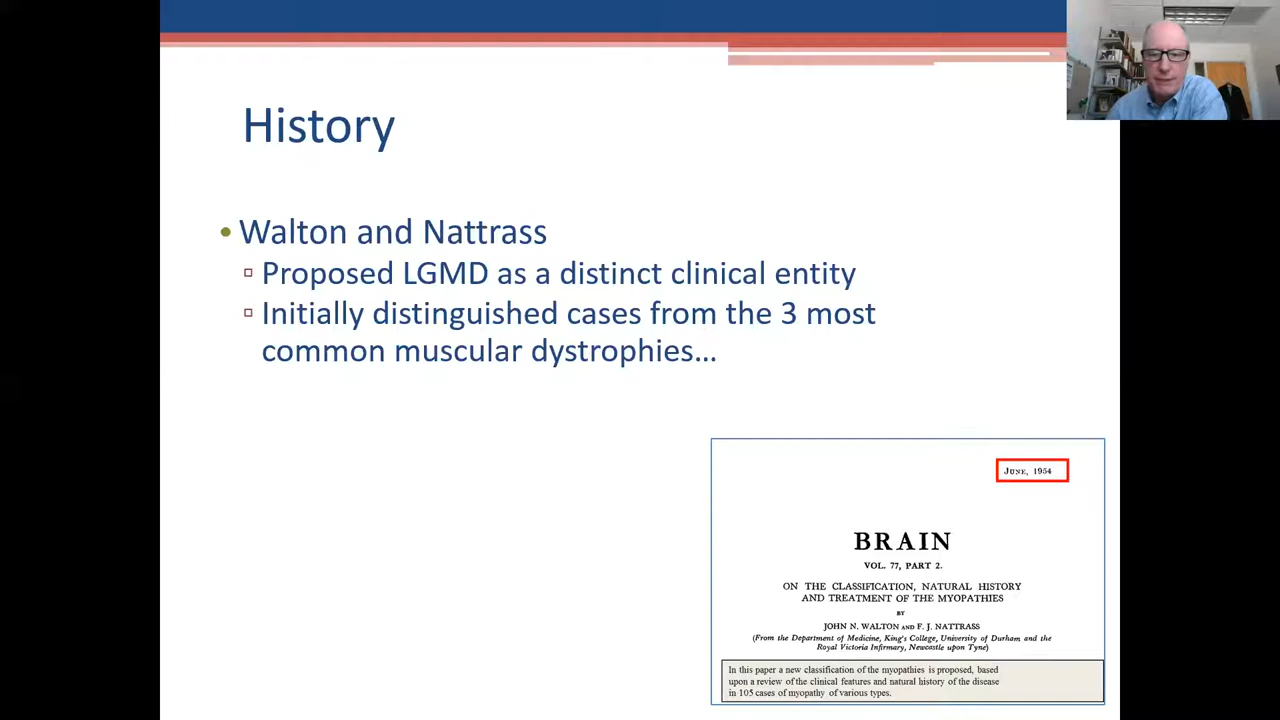 History
• Walton and Nattrass
▫ Proposed LGMD as a distinct clinical entity
▫ Initially distinguished cases from the 3 most
common muscular dystrophies…
JUNE, 1954
BRAIN
VOL. 77, PART 2.
ON THE CLASSIFICATION, NATURAL HISTORY
AND TREATMENT OF THE MYOPATHIES
BY
JOHN N. WALTON AND F. J. NATTRASS
(From the Department of Medicine, King's College, University of Durham and the
Royal Victoria Infirmary, Newcastle upon Tyne)
In this paper a new classification of the myopathies is proposed, based
upon a review of the clinical features and natural history of the disease
in 105 cases of myopathy of various types.